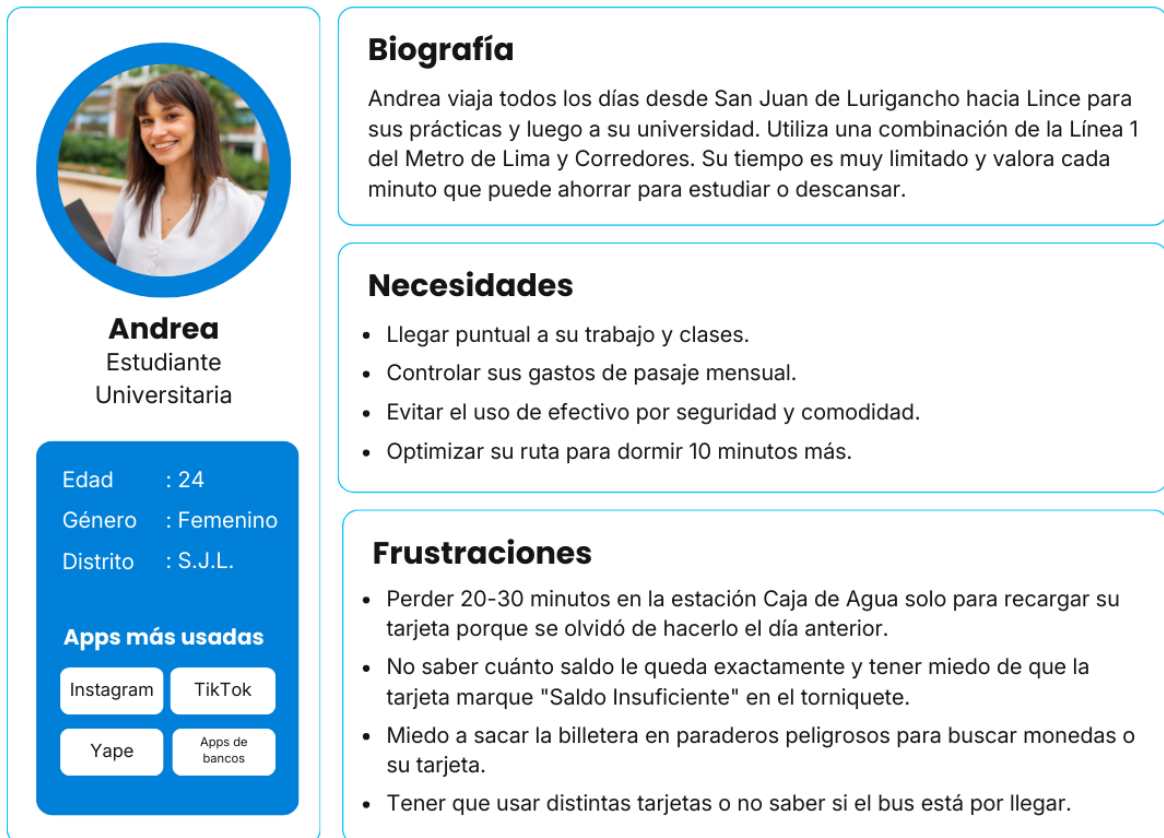 Andrea
Estudiante
Universitaria
Edad : 24
Género : Femenino
Distrito : S.J.L.
Apps más usadas
Instagram
TikTok
Yape
Apps de
bancos
Biografía
Andrea viaja todos los días desde San Juan de Lurigancho hacia Lince para
sus prácticas y luego a su universidad. Utiliza una combinación de la Línea 1
del Metro de Lima y Corredores. Su tiempo es muy limitado y valora cada
minuto que puede ahorrar para estudiar o descansar.
Necesidades
• Llegar puntual a su trabajo y clases.
• Controlar sus gastos de pasaje mensual.
• Evitar el uso de efectivo por seguridad y comodidad.
• Optimizar su ruta para dormir 10 minutos más.
Frustraciones
• Perder 20-30 minutos en la estación Caja de Agua solo para recargar su
tarjeta porque se olvidó de hacerlo el día anterior.
• No saber cuánto saldo le queda exactamente y tener miedo de que la
tarjeta marque "Saldo Insuficiente" en el torniquete.
• Miedo a sacar la billetera en paraderos peligrosos para buscar monedas o
su tarjeta.
• Tener que usar distintas tarjetas o no saber si el bus está por llegar.